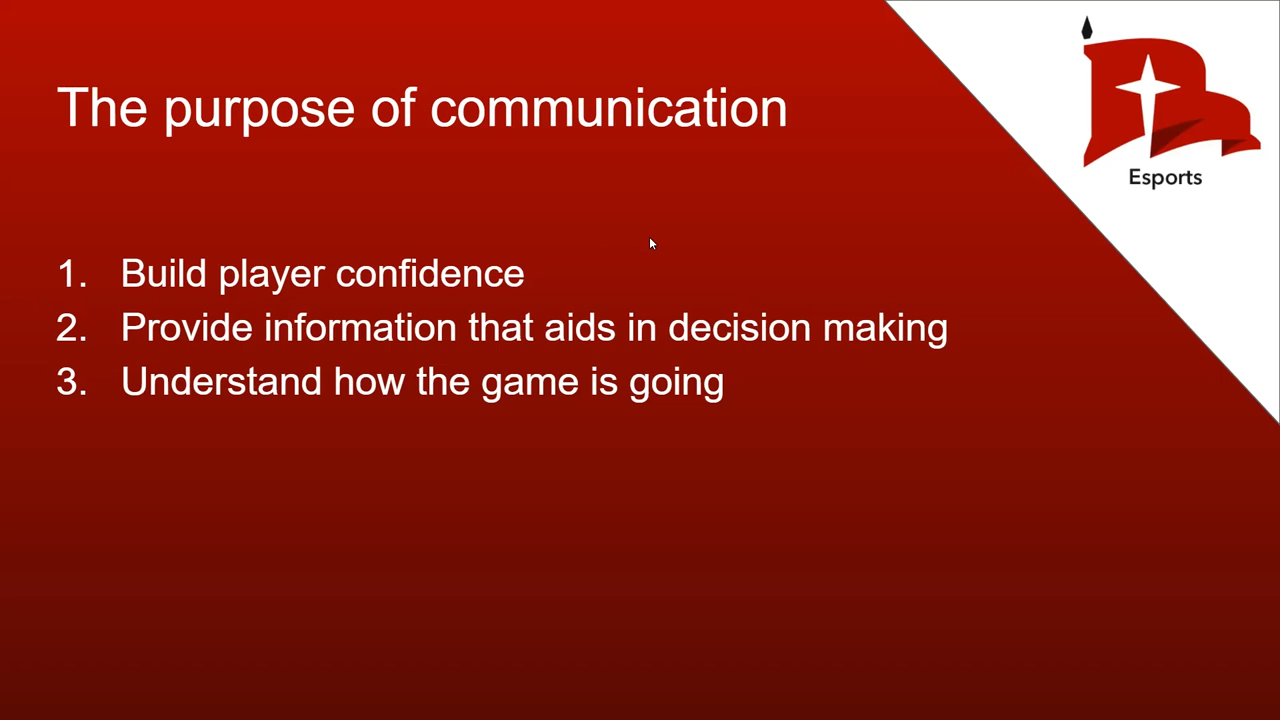 The purpose of communication
Esports
1. Build player confidence
2. Provide information that aids in decision making
3. Understand how the game is going